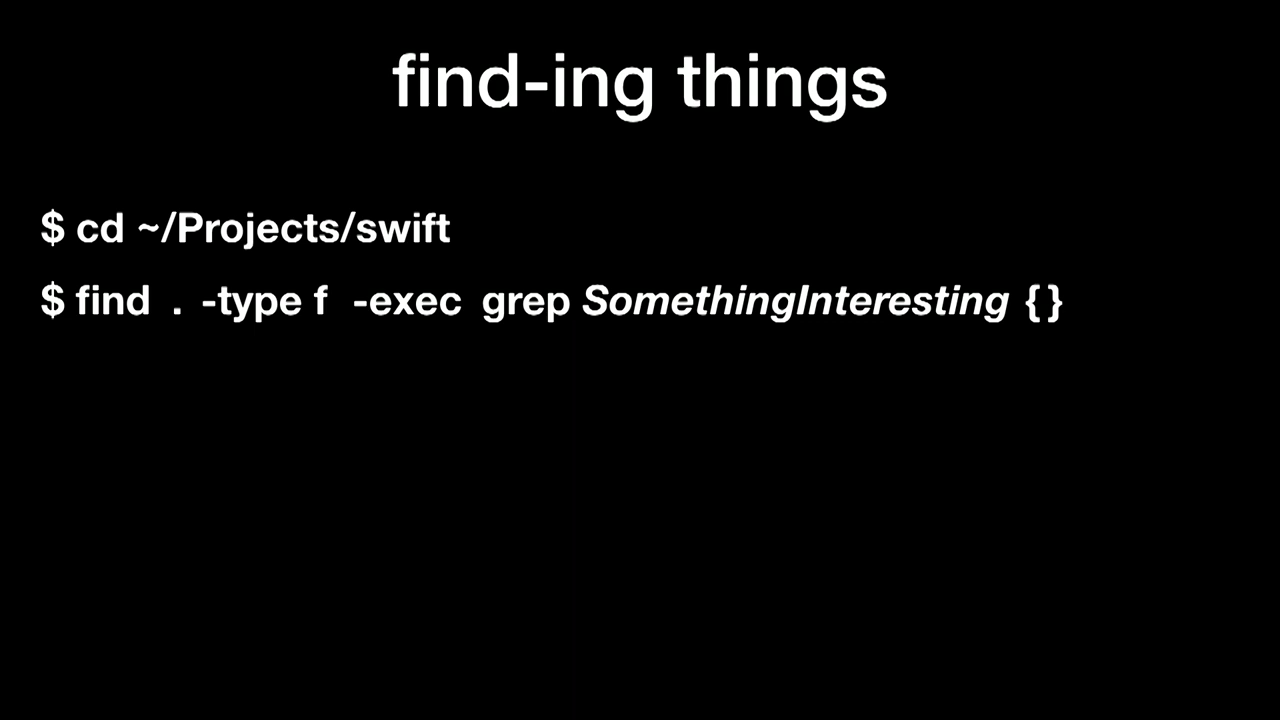 find-ing things
$ cd ~/Projects/swift
$ find . -type f -exec grep SomethingInteresting {}